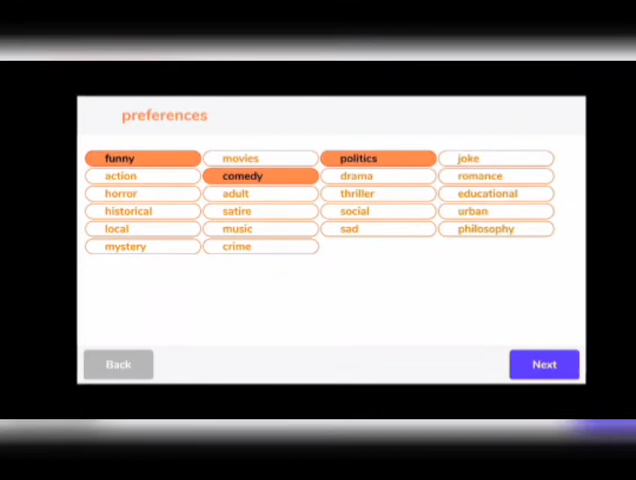 preferences
funny movies politics joke
action comedy drama romance
horror adult thriller educational
historical satire social urban
local music sad philosophy
mystery crime
Back Next